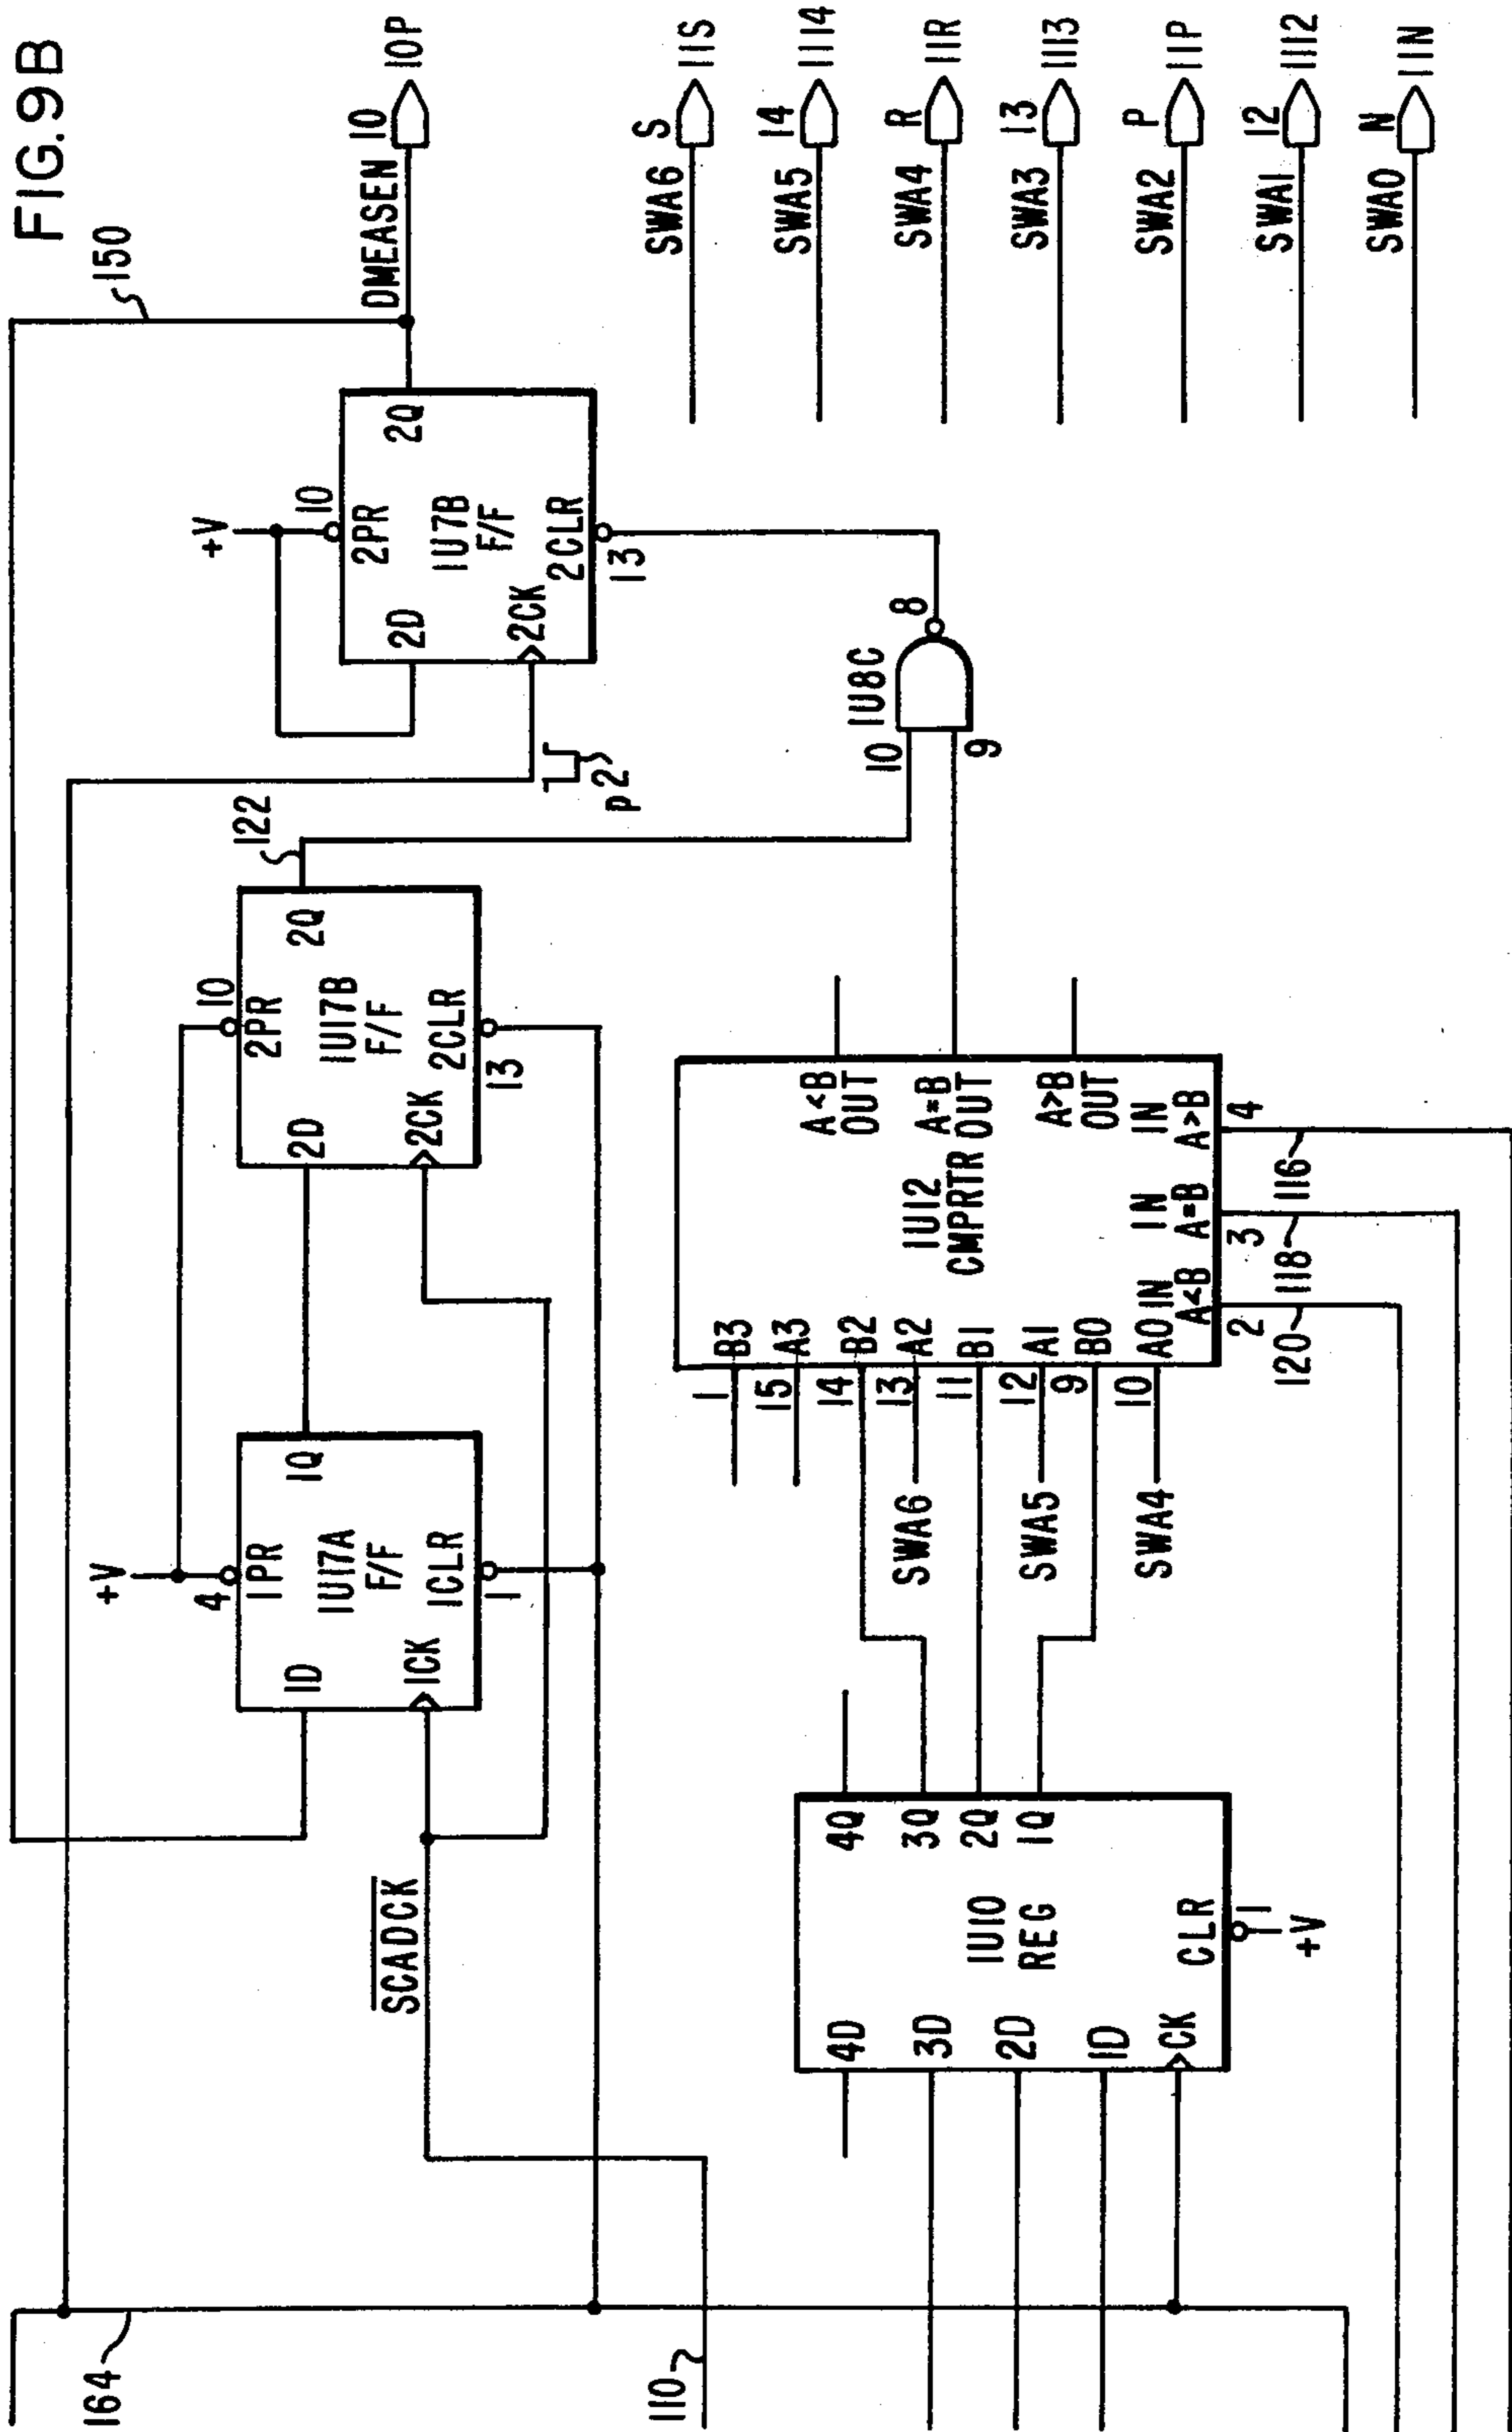 FIG.9B
150
DMEASEN
10
10P
+V
10
2PR
2D
2Q
1U7B
F/F
2CK
2CLR
13
p2
122
+V
4
1PR
1D
1Q
1U17A
F/F
1CK
1CLR
1
10
2PR
2D
2Q
1U17B
F/F
2CK
2CLR
13
SCADCK
164
110
1U8C
10
9
8
SWA6
S
11S
SWA5
14
1114
SWA4
R
11R
SWA3
13
1113
SWA2
P
11P
SWA1
12
1112
SWA0
N
11N
4D
4Q
3D
3Q
2D
2Q
1D
1Q
1U10
REG
CK
CLR
1
+V
1
B3
15
A3
14
B2
SWA6
13
A2
11
B1
SWA5
12
A1
9
B0
SWA4
10
A0
1U12
CMPRTR
A<B
OUT
A=B
OUT
A>B
OUT
IN
A<B
IN
A=B
IN
A>B
2
3
4
120
118
116